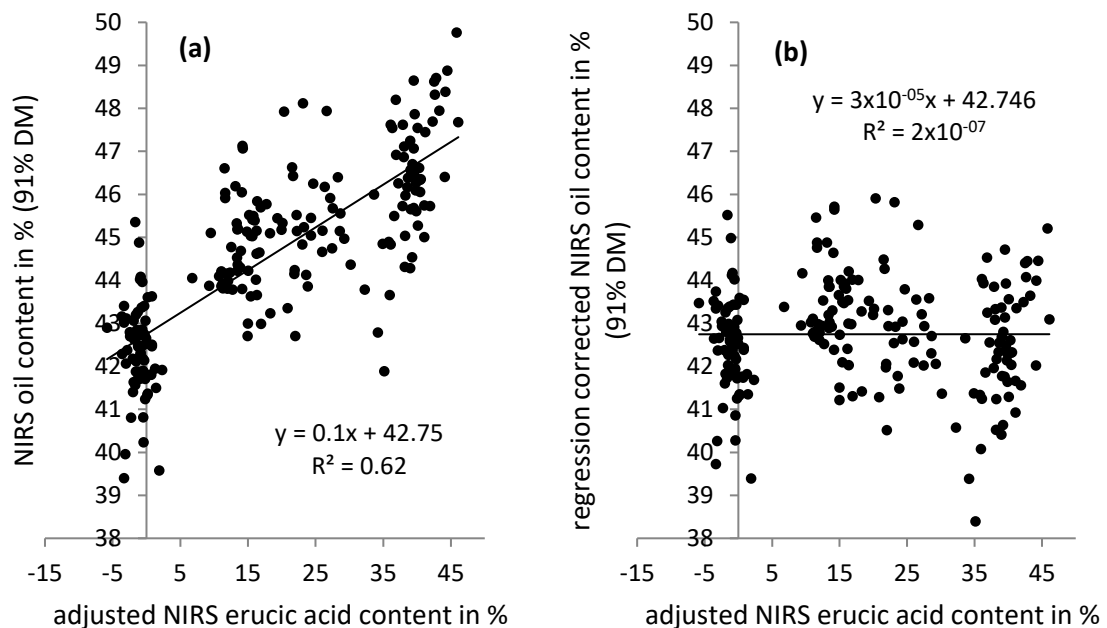 (a)
NIRS oil content in % (91% DM)
50
49
48
47
46
45
44
43
42
41
40
39
38
y = 0.1x + 42.75
R² = 0.62
-15 -5 5 15 25 35 45
adjusted NIRS erucic acid content in %
(b)
regression corrected NIRS oil content in %
(91% DM)
50
49
48
47
46
45
44
43
42
41
40
39
38
y = 3x10⁻⁰⁵x + 42.746
R² = 2x10⁻⁰⁷
-15 -5 5 15 25 35 45
adjusted NIRS erucic acid content in %